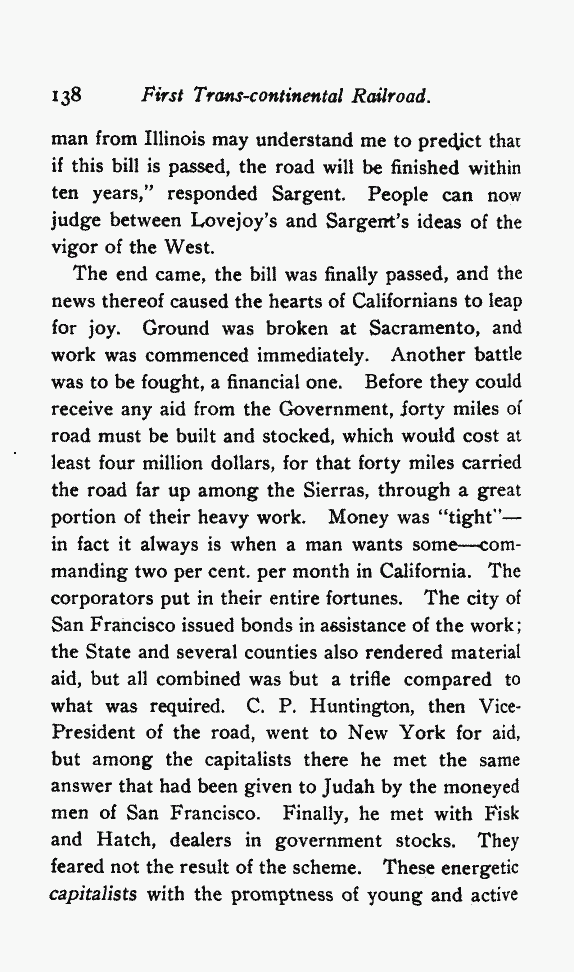 138 First Trans-continental Railroad.
man from Illinois may understand me to predict that
if this bill is passed, the road will be finished within
ten years,” responded Sargent. People can now
judge between Lovejoy’s and Sargent’s ideas of the
vigor of the West.
The end came, the bill was finally passed, and the
news thereof caused the hearts of Californians to leap
for joy. Ground was broken at Sacramento, and
work was commenced immediately. Another battle
was to be fought, a financial one. Before they could
receive any aid from the Government, forty miles of
road must be built and stocked, which would cost at
least four million dollars, for that forty miles carried
the road far up among the Sierras, through a great
portion of their heavy work. Money was “tight”—
in fact it always is when a man wants some—com-
manding two per cent. per month in California. The
corporators put in their entire fortunes. The city of
San Francisco issued bonds in assistance of the work;
the State and several counties also rendered material
aid, but all combined was but a trifle compared to
what was required. C. P. Huntington, then Vice-
President of the road, went to New York for aid,
but among the capitalists there he met the same
answer that had been given to Judah by the moneyed
men of San Francisco. Finally, he met with Fisk
and Hatch, dealers in government stocks. They
feared not the result of the scheme. These energetic
capitalists with the promptness of young and active